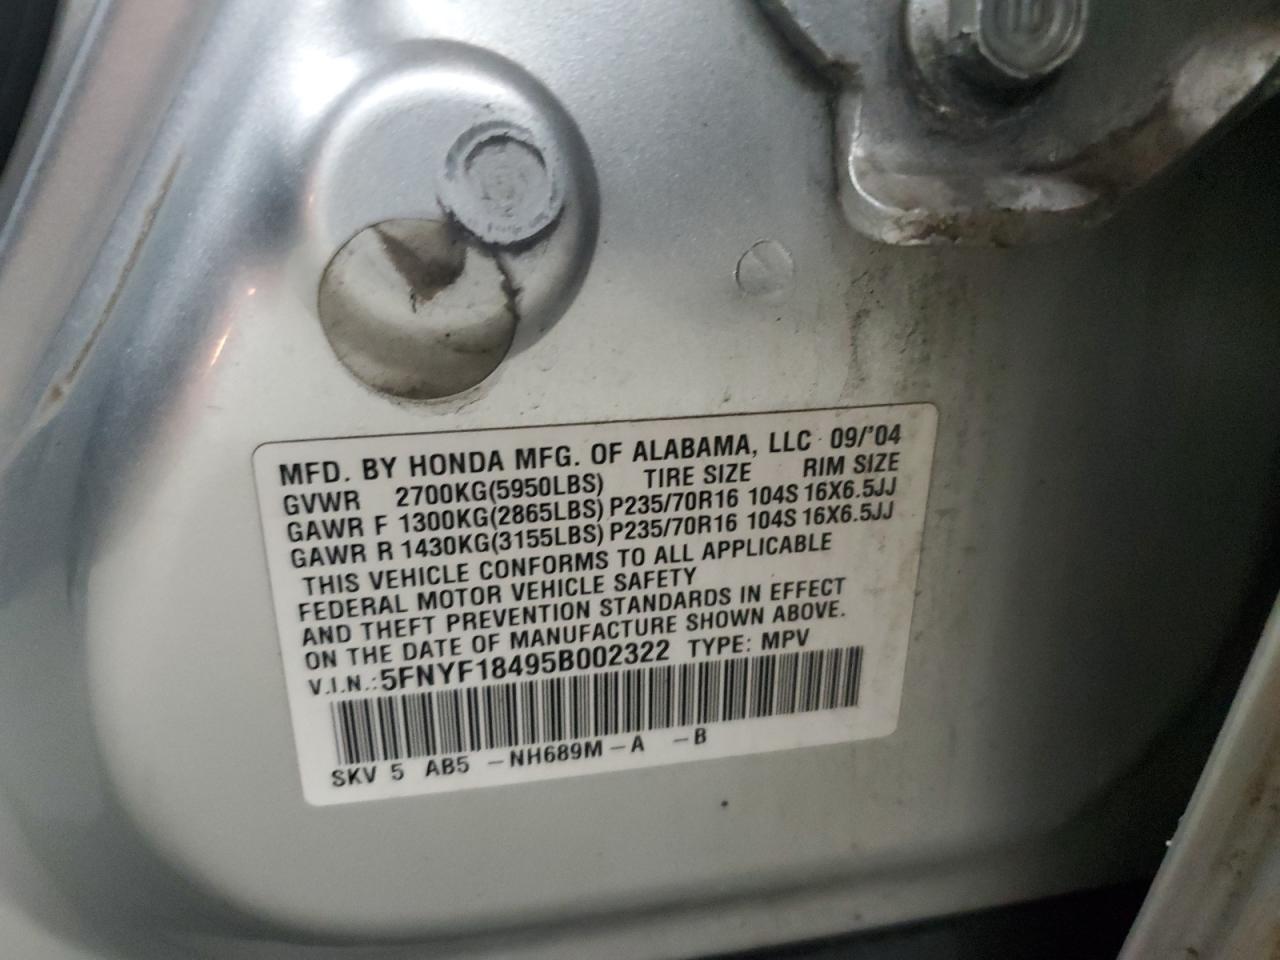 MFD. BY HONDA MFG. OF ALABAMA, LLC 09/'04
GVWR 2700KG(5950LBS) TIRE SIZE RIM SIZE
GAWR F 1300KG(2865LBS) P235/70R16 104S 16X6.5JJ
GAWR R 1430KG(3155LBS) P235/70R16 104S 16X6.5JJ
THIS VEHICLE CONFORMS TO ALL APPLICABLE
FEDERAL MOTOR VEHICLE SAFETY
AND THEFT PREVENTION STANDARDS IN EFFECT
ON THE DATE OF MANUFACTURE SHOWN ABOVE.
V.I.N.: 5FNYF18495B002322 TYPE: MPV
SKV 5 AB5 -NH689M-A -B